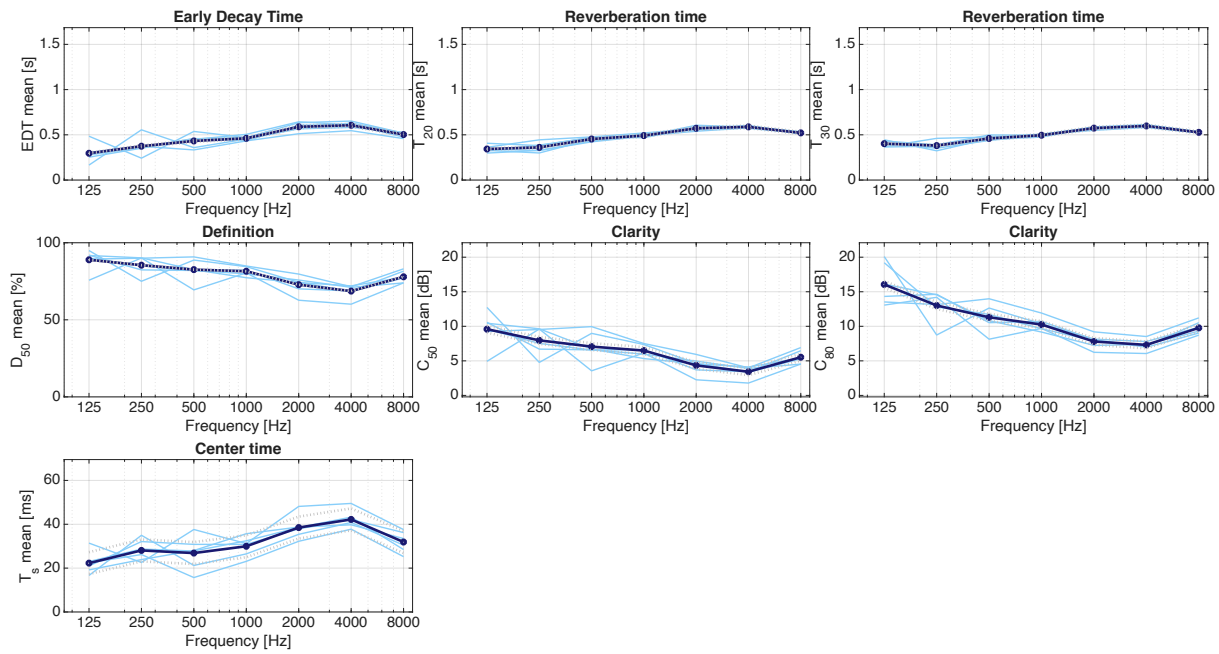 Early Decay Time
EDT mean [s]
1.5
1
0.5
0
125 250 500 1000 2000 4000 8000
Frequency [Hz]
Reverberation time
T20 mean [s]
1.5
1
0.5
0
125 250 500 1000 2000 4000 8000
Frequency [Hz]
Reverberation time
T30 mean [s]
1.5
1
0.5
0
125 250 500 1000 2000 4000 8000
Frequency [Hz]
Definition
D50 mean [%]
100
50
0
125 250 500 1000 2000 4000 8000
Frequency [Hz]
Clarity
C50 mean [dB]
20
15
10
5
0
125 250 500 1000 2000 4000 8000
Frequency [Hz]
Clarity
C80 mean [dB]
20
15
10
5
0
125 250 500 1000 2000 4000 8000
Frequency [Hz]
Center time
Ts mean [ms]
60
40
20
0
125 250 500 1000 2000 4000 8000
Frequency [Hz]